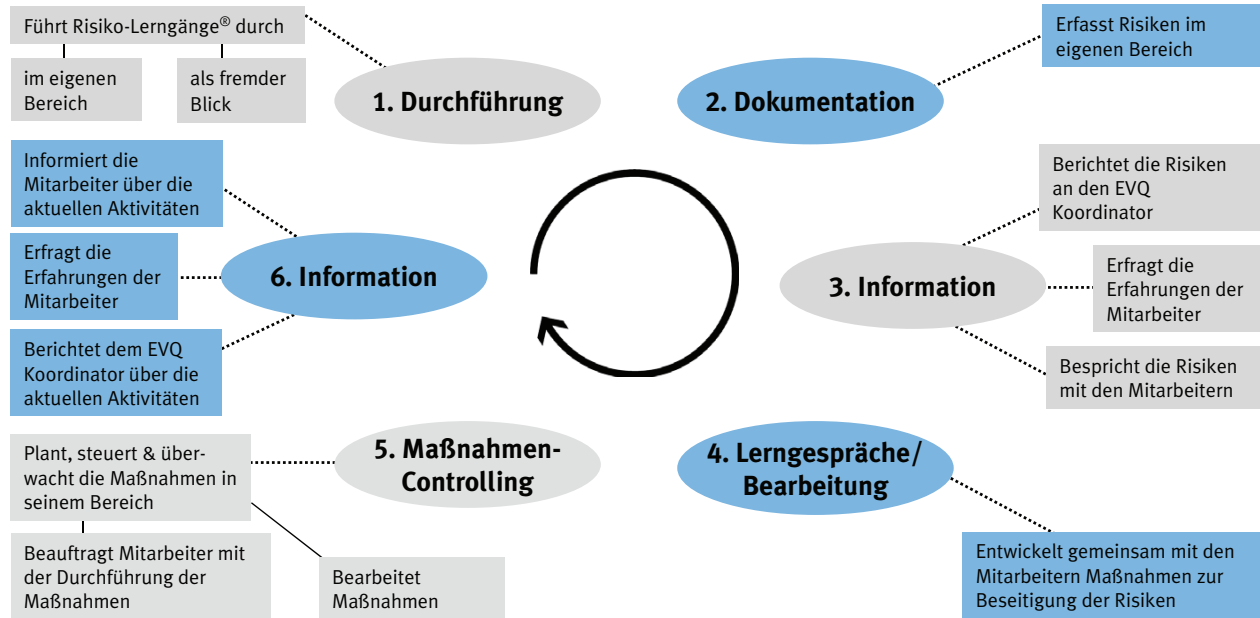 Führt Risiko-Lerngänge® durch
im eigenen
Bereich
als fremder
Blick
1. Durchführung
2. Dokumentation
Erfasst Risiken im
eigenen Bereich
Informiert die
Mitarbeiter über die
aktuellen Aktivitäten
Erfragt die
Erfahrungen der
Mitarbeiter
Berichtet dem EVQ
Koordinator über die
aktuellen Aktivitäten
6. Information
3. Information
Berichtet die Risiken
an den EVQ
Koordinator
Erfragt die
Erfahrungen der
Mitarbeiter
Bespricht die Risiken
mit den Mitarbeitern
Plant, steuert & über-
wacht die Maßnahmen in
seinem Bereich
Beauftragt Mitarbeiter mit
der Durchführung der
Maßnahmen
Bearbeitet
Maßnahmen
5. Maßnahmen-
Controlling
4. Lerngespräche/
Bearbeitung
Entwickelt gemeinsam mit den
Mitarbeitern Maßnahmen zur
Beseitigung der Risiken